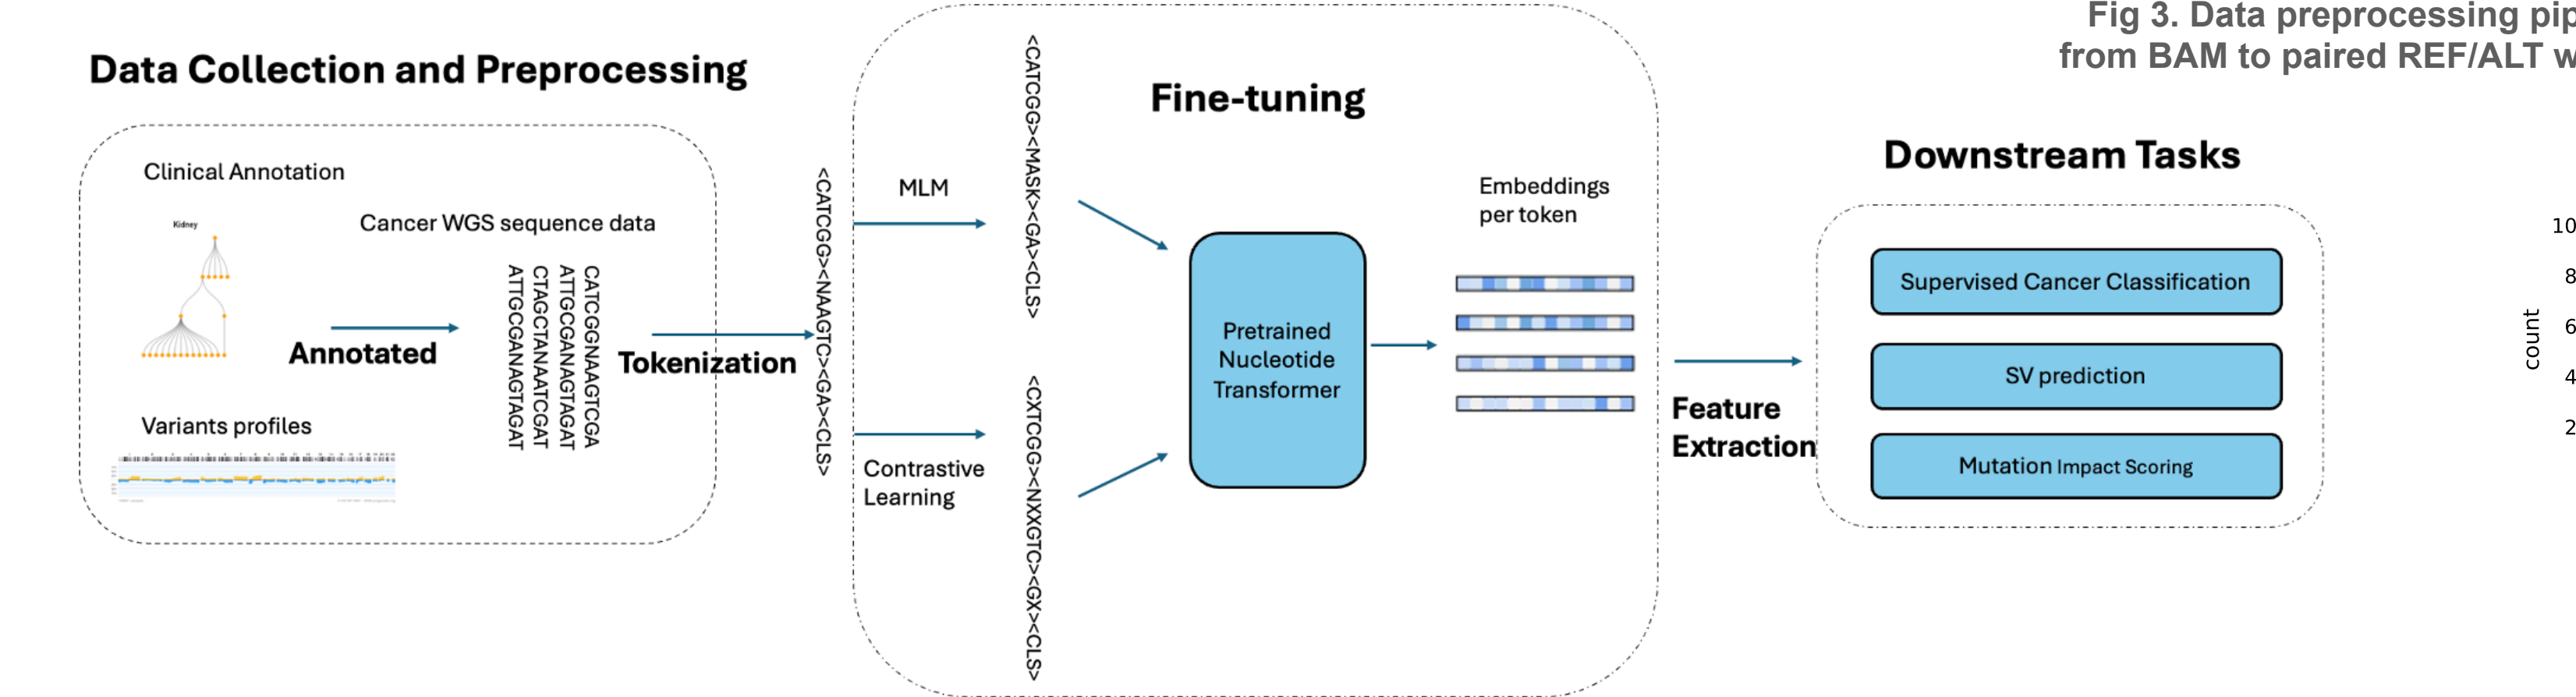 Data Collection and Preprocessing
Clinical Annotation
Kidney
Cancer WGS sequence data
Annotated
CATCGGNAAGTCGA
ATTGCGANAGTAGAT
CTAGCTANAATCGAT
ATTGCGANAGTAGAT
Variants profiles
Tokenization
<CATCGG><NAAGTC><GA><CLS>
Fine-tuning
MLM
<CATCGG><MASK><GA><CLS>
Contrastive
Learning
<CXTCGG><NXXGTC><GX><CLS>
Pretrained
Nucleotide
Transformer
Embeddings
per token
Feature
Extraction
Downstream Tasks
Supervised Cancer Classification
SV prediction
Mutation Impact Scoring
Fig 3. Data preprocessing pip
from BAM to paired REF/ALT w
10
8
6
4
2
count